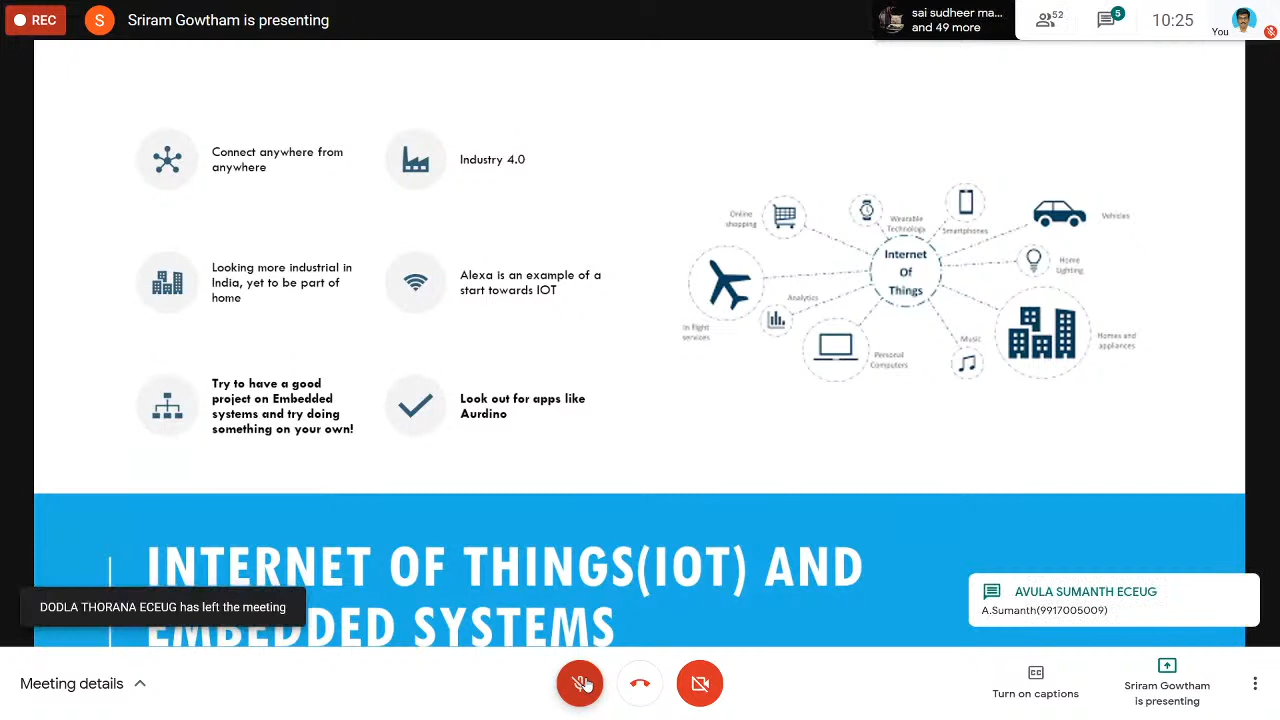 REC
S
Sriram Gowtham is presenting
sai sudheer ma...
and 49 more
52
5
10:25
You
Connect anywhere from
anywhere
Industry 4.0
Looking more industrial in
India, yet to be part of
home
Alexa is an example of a
start towards IOT
Try to have a good
project on Embedded
systems and try doing
something on your own!
Look out for apps like
Aurdino
Online
shopping
Wearable
Technology
Smartphones
Vehicles
Internet
Of
Things
Home
Lighting
In flight
services
Analytics
Personal
Computers
Music
Homes and
appliances
INTERNET OF THINGS(IOT) AND
EMBEDDED SYSTEMS
DODLA THORANA ECEUG has left the meeting
AVULA SUMANTH ECEUG
A.Sumanth(9917005009)
Meeting details
CC
Turn on captions
Sriram Gowtham
is presenting